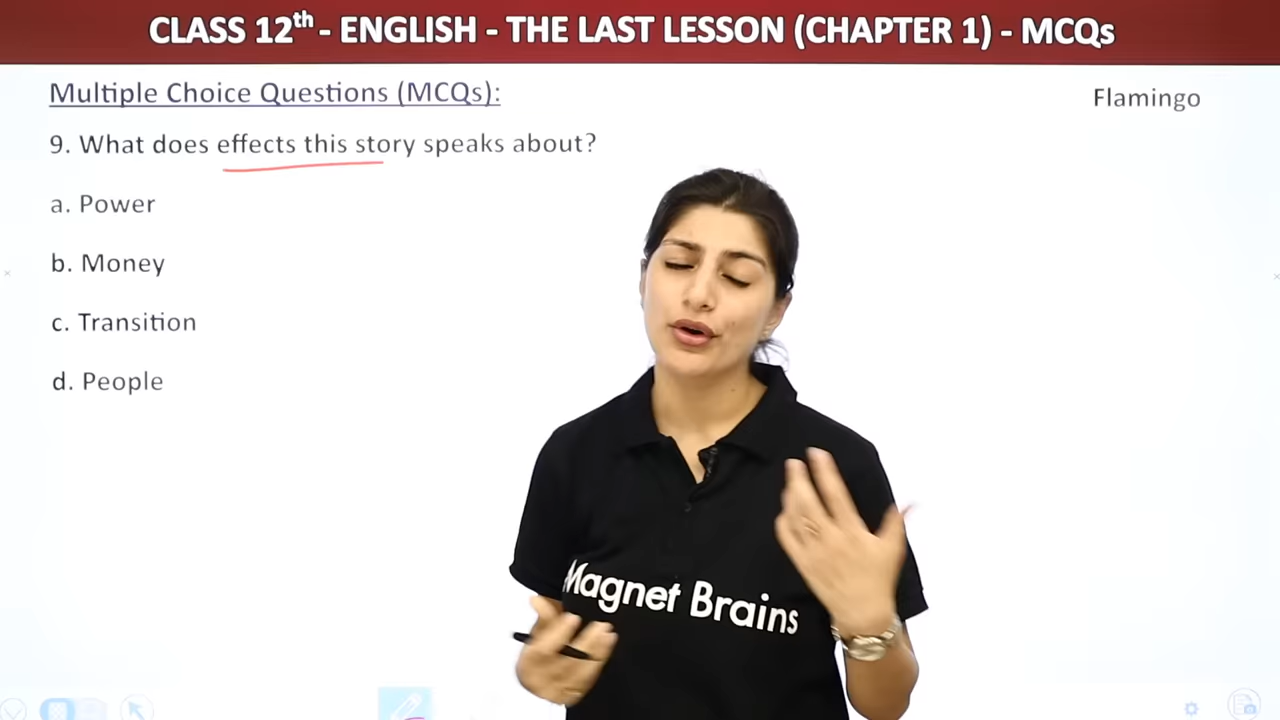 CLASS 12th - ENGLISH - THE LAST LESSON (CHAPTER 1) - MCQs
Multiple Choice Questions (MCQs):
Flamingo
9. What does effects this story speaks about?
a. Power
b. Money
c. Transition
d. People
Magnet Brains